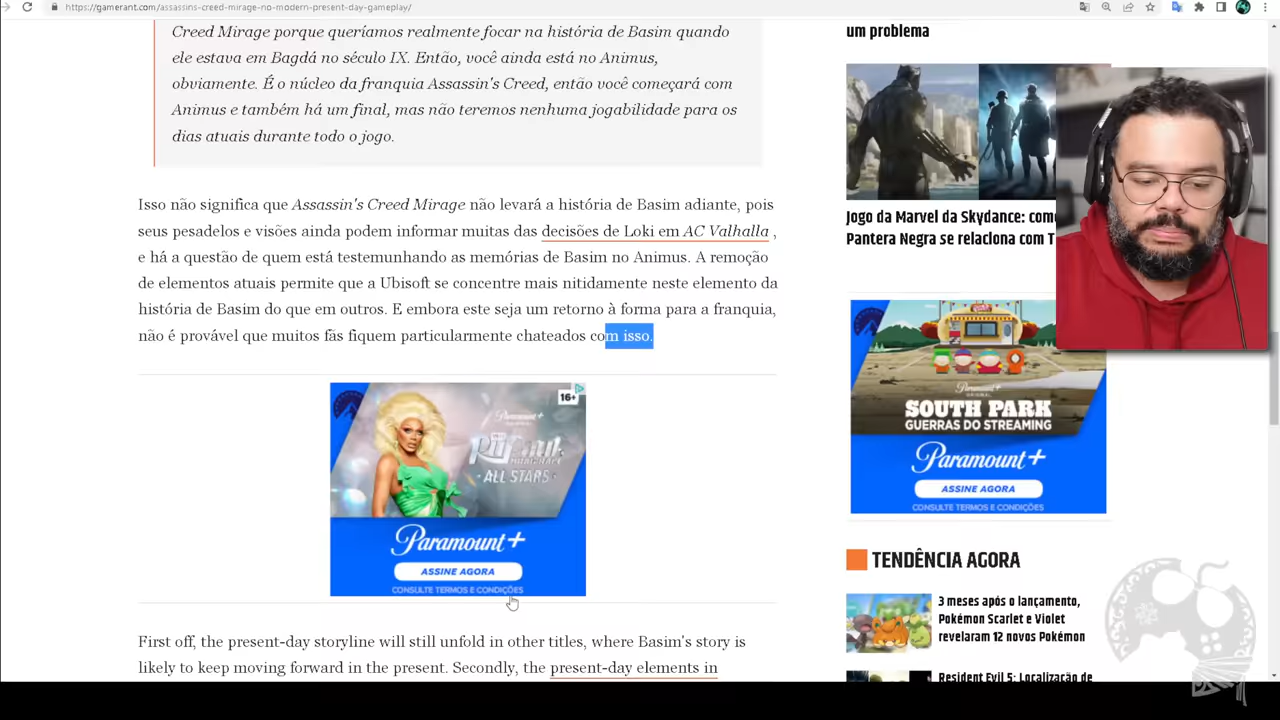 https://gamerant.com/assassins-creed-mirage-no-modern-present-day-gameplay/
Creed Mirage porque queríamos realmente focar na história de Basim quando
ele estava em Bagdá no século IX. Então, você ainda está no Animus,
obviamente. É o núcleo da franquia Assassin's Creed, então você começará com
Animus e também há um final, mas não teremos nenhuma jogabilidade para os
dias atuais durante todo o jogo.
Isso não significa que Assassin's Creed Mirage não levará a história de Basim adiante, pois
seus pesadelos e visões ainda podem informar muitas das decisões de Loki em AC Valhalla ,
e há a questão de quem está testemunhando as memórias de Basim no Animus. A remoção
de elementos atuais permite que a Ubisoft se concentre mais nitidamente neste elemento da
história de Basim do que em outros. E embora este seja um retorno à forma para a franquia,
não é provável que muitos fãs fiquem particularmente chateados com isso.
16+
Paramount+
RuPaul's
ALL STARS
Paramount+
ASSINE AGORA
CONSULTE TERMOS E CONDIÇÕES
First off, the present-day storyline will still unfold in other titles, where Basim's story is
likely to keep moving forward in the present. Secondly, the present-day elements in
um problema
Jogo da Marvel da Skydance: como
Pantera Negra se relaciona com T
SOUTH PARK
GUERRAS DO STREAMING
Paramount+
ASSINE AGORA
CONSULTE TERMOS E CONDIÇÕES
TENDÊNCIA AGORA
3 meses após o lançamento,
Pokémon Scarlet e Violet
revelaram 12 novos Pokémon
Resident Evil 5: Localização de